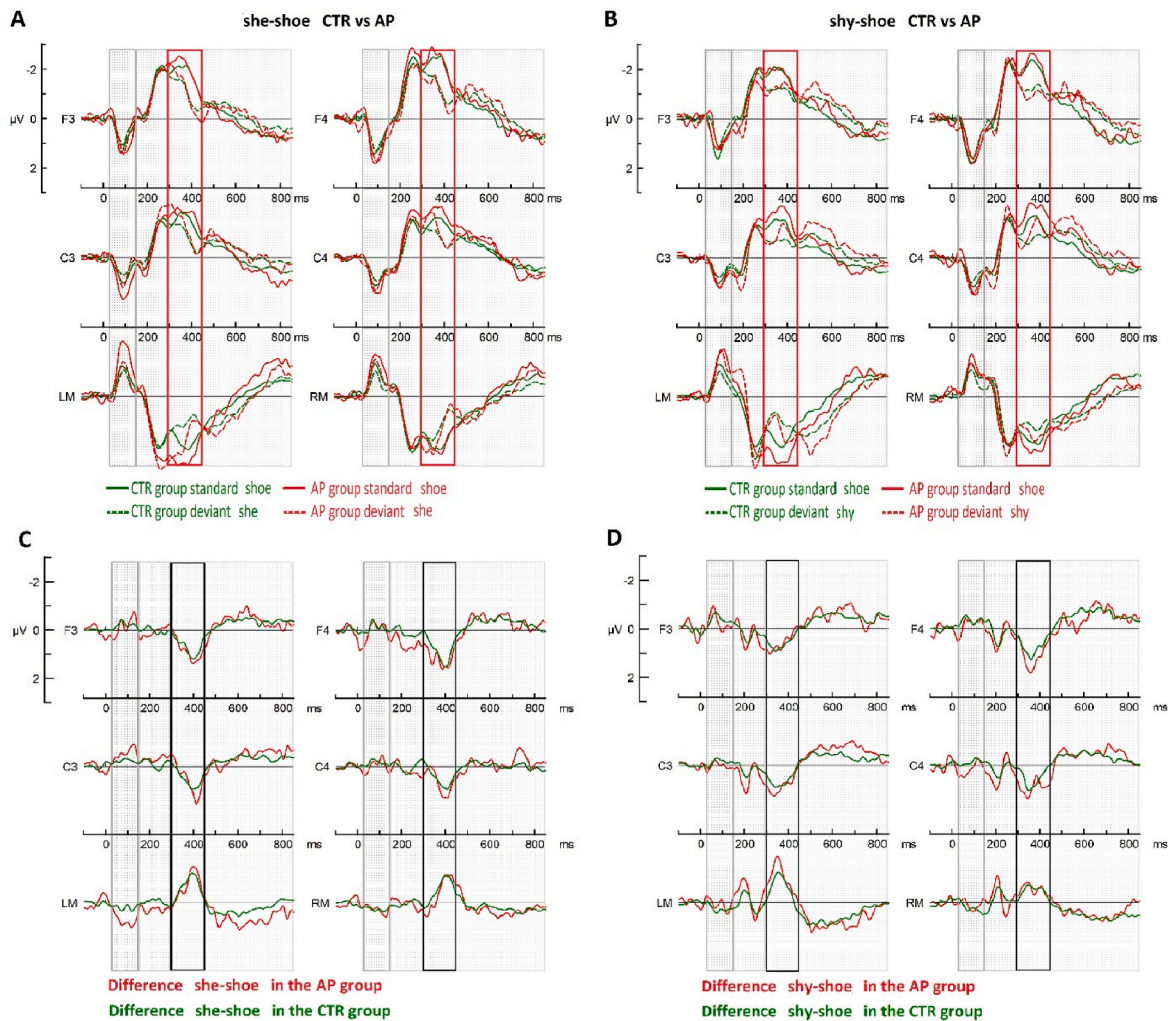 A she-shoe CTR vs AP
B shy-shoe CTR vs AP
-2
µV 0 F3 F4
2
0 200 400 600 800 ms 0 200 400 600 800 ms
C3 C4
0 200 400 600 800 ms 0 200 400 600 800 ms
LM RM
-2
µV 0 F3 F4
2
0 200 400 600 800 ms 0 200 400 600 800 ms
C3 C4
0 200 400 600 800 ms 0 200 400 600 800 ms
LM RM
CTR group standard shoe AP group standard shoe
CTR group deviant she AP group deviant she
CTR group standard shoe AP group standard shoe
CTR group deviant shy AP group deviant shy
C
-2
µV 0 F3 F4
2
0 200 400 600 800 ms 0 200 400 600 800 ms
C3 C4
0 200 400 600 800 ms 0 200 400 600 800 ms
LM RM
Difference she-shoe in the AP group
Difference she-shoe in the CTR group
D
-2
µV 0 F3 F4
2
0 200 400 600 800 ms 0 200 400 600 800 ms
C3 C4
0 200 400 600 800 ms 0 200 400 600 800 ms
LM RM
Difference shy-shoe in the AP group
Difference shy-shoe in the CTR group